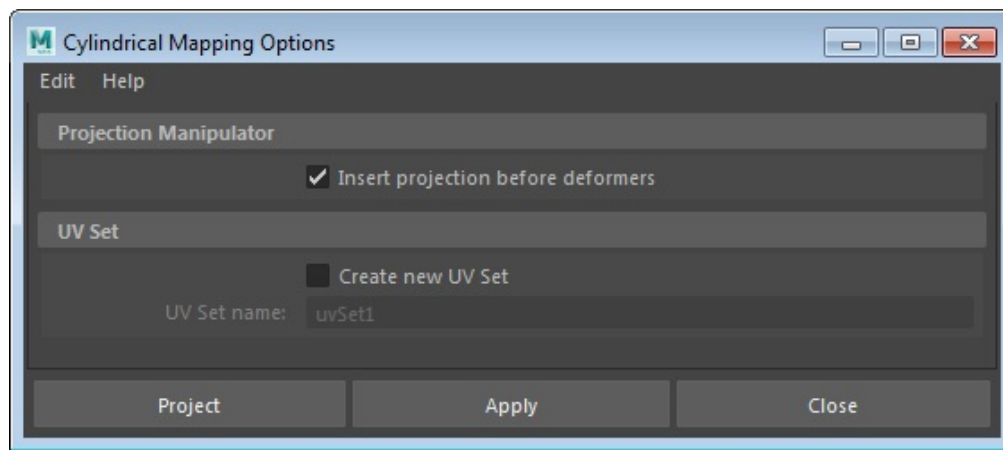 Cylindrical Mapping Options
Edit Help
Projection Manipulator
Insert projection before deformers
UV Set
Create new UV Set
UV Set name: uvSet1
Project Apply Close